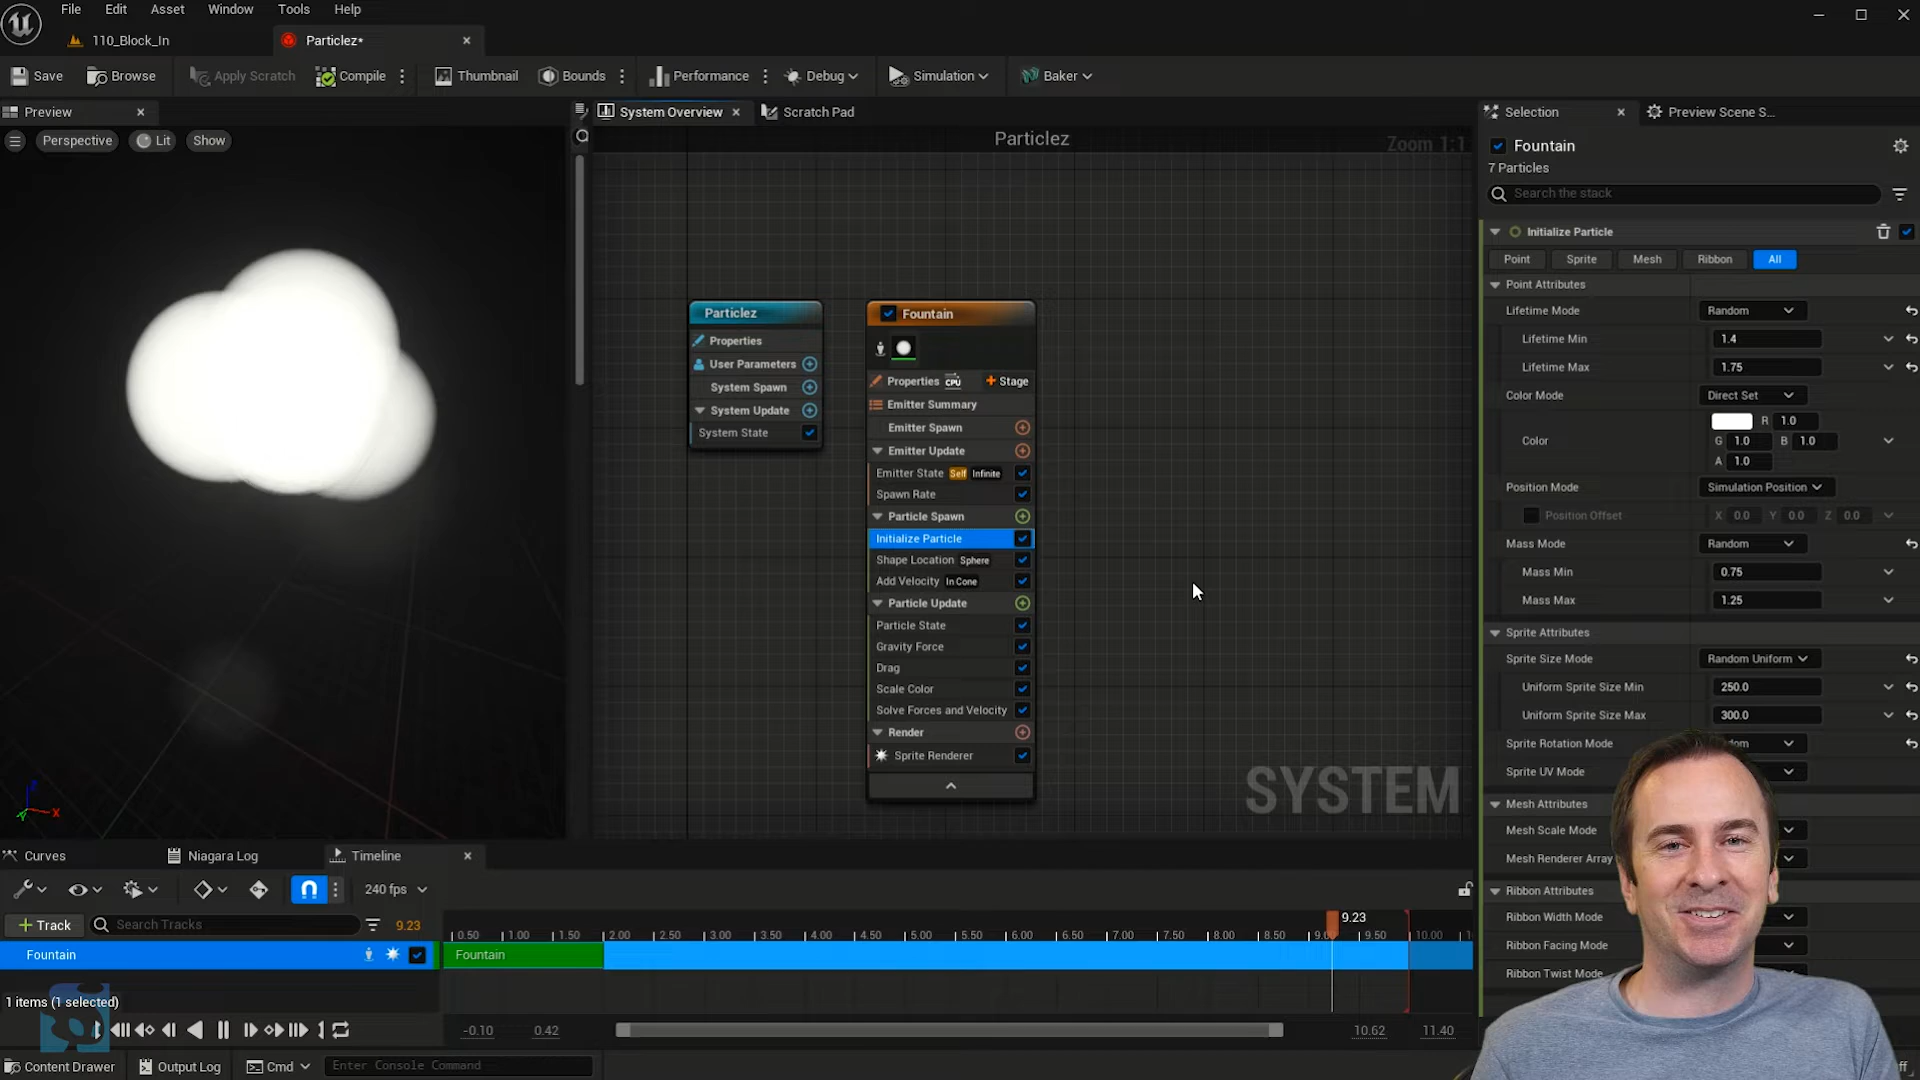 File Edit Asset Window Tools Help
110_Block_In
Particlez*
Save Browse Apply Scratch Compile Thumbnail Bounds Performance Debug Simulation Baker
Preview
System Overview
Scratch Pad
Selection
Preview Scene S...
Perspective Lit Show
Particlez
Zoom 1:1
Fountain
7 Particles
Search the stack
Initialize Particle
Point Sprite Mesh Ribbon All
Point Attributes
Lifetime Mode Random
Lifetime Min 1.4
Lifetime Max 1.75
Color Mode Direct Set
R 1.0
Color G 1.0 B 1.0
A 1.0
Position Mode Simulation Position
Position Offset X 0.0 Y 0.0 Z 0.0
Mass Mode Random
Mass Min 0.75
Mass Max 1.25
Sprite Attributes
Sprite Size Mode Random Uniform
Uniform Sprite Size Min 250.0
Uniform Sprite Size Max 300.0
Sprite Rotation Mode
Sprite UV Mode
Mesh Attributes
Mesh Scale Mode
Mesh Renderer Array
Ribbon Attributes
Ribbon Width Mode
Ribbon Facing Mode
Ribbon Twist Mode
Particlez
Properties
User Parameters
System Spawn
System Update
System State
Fountain
Properties CPU Stage
Emitter Summary
Emitter Spawn
Emitter Update
Emitter State Self Infinite
Spawn Rate
Particle Spawn
Initialize Particle
Shape Location Sphere
Add Velocity In Cone
Particle Update
Particle State
Gravity Force
Drag
Scale Color
Solve Forces and Velocity
Render
Sprite Renderer
SYSTEM
Z
X
Y
Curves
Niagara Log
Timeline
240 fps
Track
Search Tracks
9.23
9.23
0.50 1.00 1.50 2.00 2.50 3.00 3.50 4.00 4.50 5.00 5.50 6.00 6.50 7.00 7.50 8.00 8.50 9.50 10.00
Fountain
Fountain
1 items (1 selected)
-0.10 0.42 10.62 11.40
Content Drawer Output Log Cmd Enter Console Command